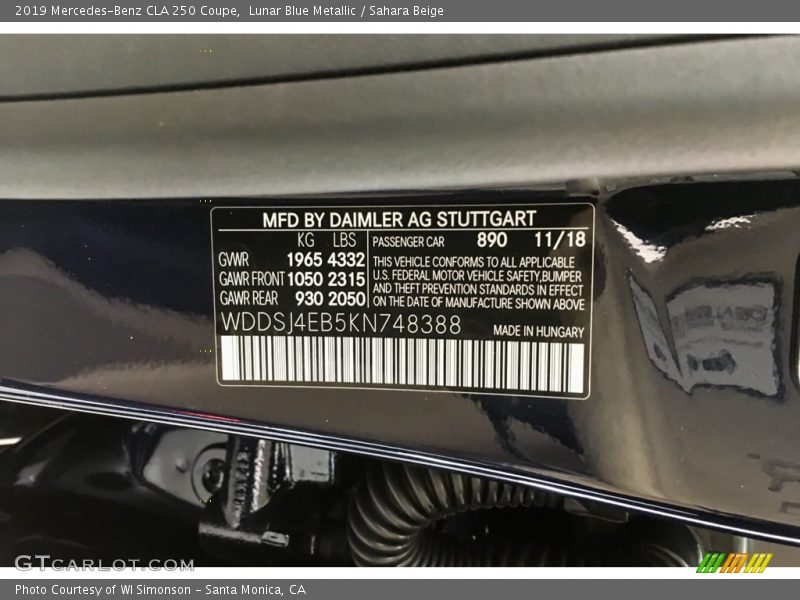 2019 Mercedes-Benz CLA 250 Coupe,  Lunar Blue Metallic / Sahara Beige
MFD BY DAIMLER AG STUTTGART
KG LBS PASSENGER CAR 890 11/18
GWR 1965 4332 THIS VEHICLE CONFORMS TO ALL APPLICABLE
GAWR FRONT 1050 2315 U.S. FEDERAL MOTOR VEHICLE SAFETY,BUMPER
GAWR REAR 930 2050 AND THEFT PREVENTION STANDARDS IN EFFECT
ON THE DATE OF MANUFACTURE SHOWN ABOVE
WDDSJ4EB5KN748388 MADE IN HUNGARY
GTCARLOT.COM
Photo Courtesy of WI Simonson - Santa Monica, CA